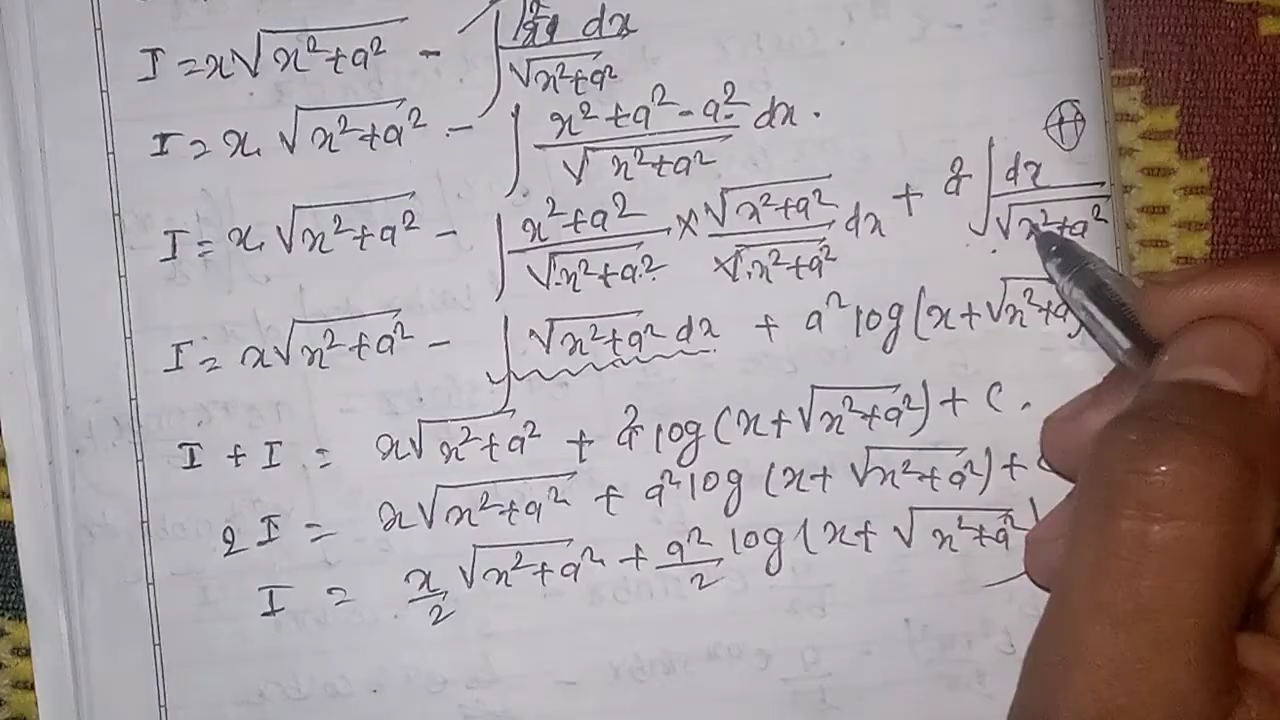 I = x√(x²+a²) - ∫ x² dx / √(x²+a²)
I = x. √(x²+a²) - ∫ (x²+a²-a²) / √(x²+a²) dx.
I = x. √(x²+a²) - ∫ (x²+a²) / √(x²+a²) × √(x²+a²) / √(x²+a²) dx + a² ∫ dx / √(x²+a²)
I = x√(x²+a²) - ∫ √(x²+a²) dx + a² log(x+√(x²+a²)
I + I = x√(x²+a²) + a² log(x+√(x²+a²)) + C.
2I = x√(x²+a²) + a² log(x+√(x²+a²)) +
I = x/2 √(x²+a²) + a²/2 log(x+√(x²+a²))